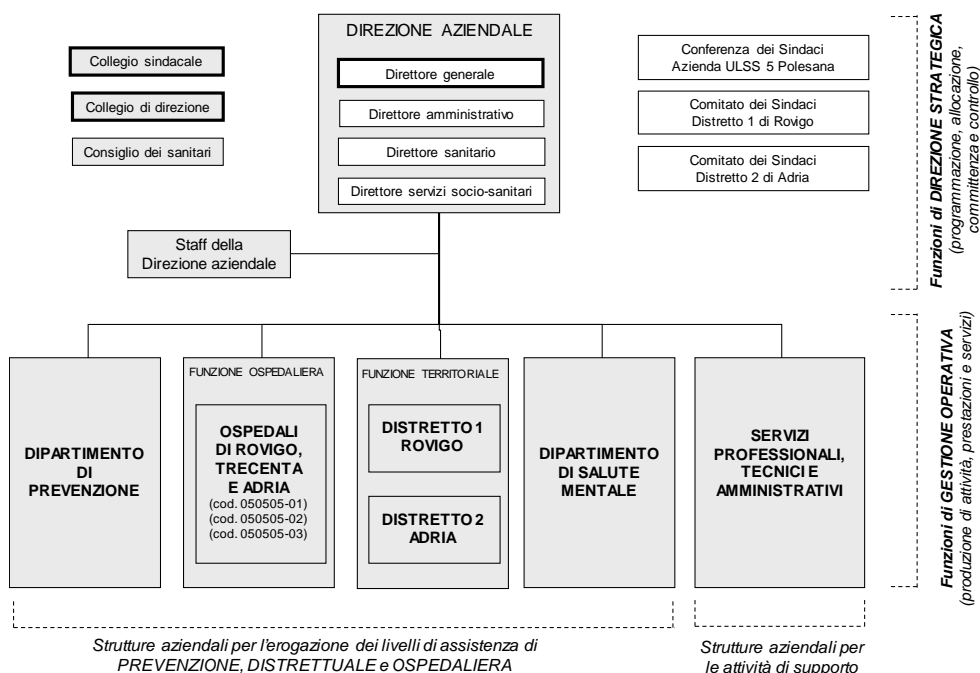 DIREZIONE AZIENDALE
Direttore generale
Direttore amministrativo
Direttore sanitario
Direttore servizi socio-sanitari
Collegio sindacale
Collegio di direzione
Consiglio dei sanitari
Conferenza dei Sindaci
Azienda ULSS 5 Polesana
Comitato dei Sindaci
Distretto 1 di Rovigo
Comitato dei Sindaci
Distretto 2 di Adria
Funzioni di DIREZIONE STRATEGICA
(programmazione, allocazione,
committenza e controllo)
Staff della
Direzione aziendale
DIPARTIMENTO
DI
PREVENZIONE
FUNZIONE OSPEDALIERA
OSPEDALI
DI ROVIGO,
TRECENTA
E ADRIA
(cod. 050505-01)
(cod. 050505-02)
(cod. 050505-03)
FUNZIONE TERRITORIALE
DISTRETTO 1
ROVIGO
DISTRETTO 2
ADRIA
DIPARTIMENTO
DI SALUTE
MENTALE
SERVIZI
PROFESSIONALI,
TECNICI E
AMMINISTRATIVI
Funzioni di GESTIONE OPERATIVA
(produzione di attività, prestazioni e servizi)
Strutture aziendali per l'erogazione dei livelli di assistenza di
PREVENZIONE, DISTRETTUALE e OSPEDALIERA
Strutture aziendali per
le attività di supporto